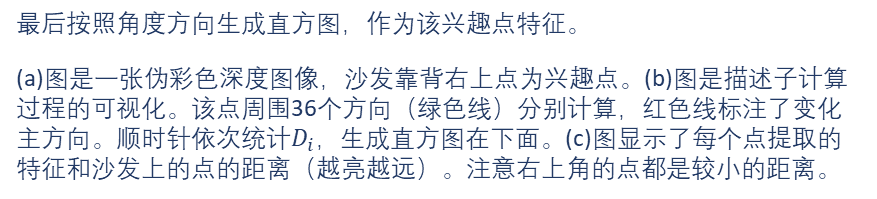 最后按照角度方向生成直方图，作为该兴趣点特征。
(a)图是一张伪彩色深度图像，沙发靠背右上点为兴趣点。(b)图是描述子计算
过程的可视化。该点周围36个方向（绿色线）分别计算，红色线标注了变化
主方向。顺时针依次统计Dᵢ，生成直方图在下面。(c)图显示了每个点提取的
特征和沙发上的点的距离（越亮越远）。注意右上角的点都是较小的距离。